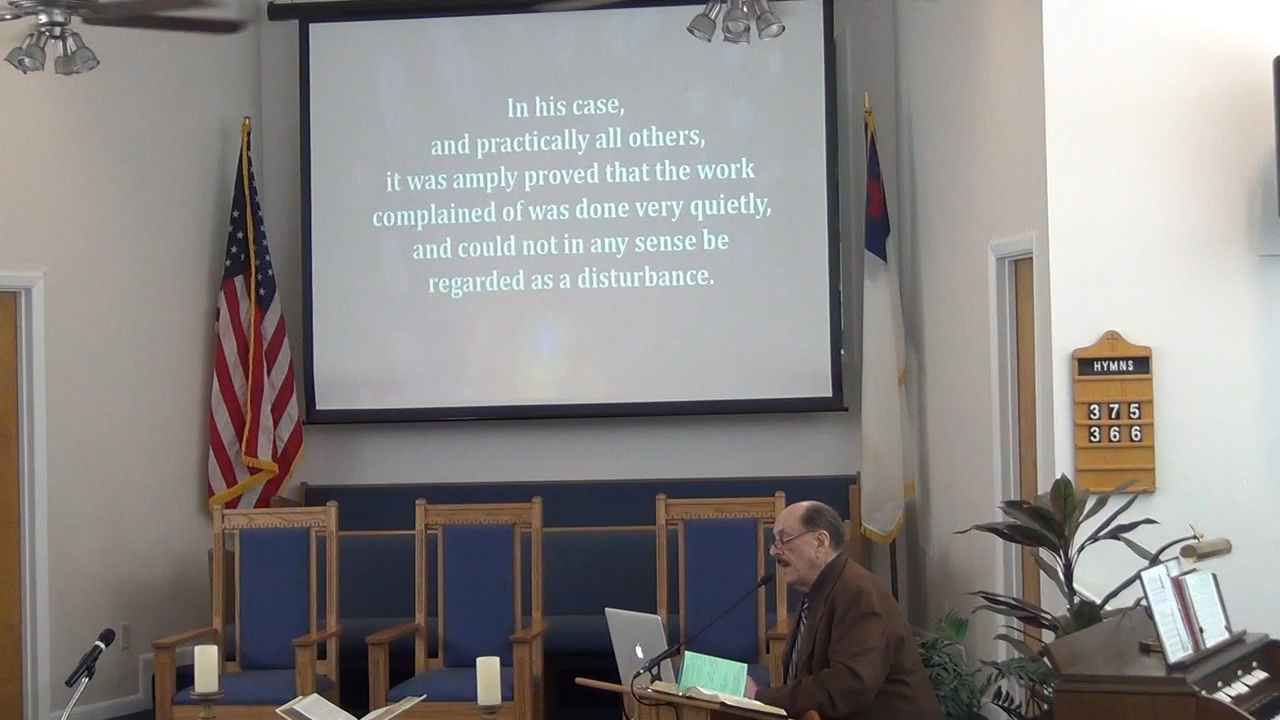 In his case,
and practically all others,
it was amply proved that the work
complained of was done very quietly,
and could not in any sense be
regarded as a disturbance.
HYMNS
375
366